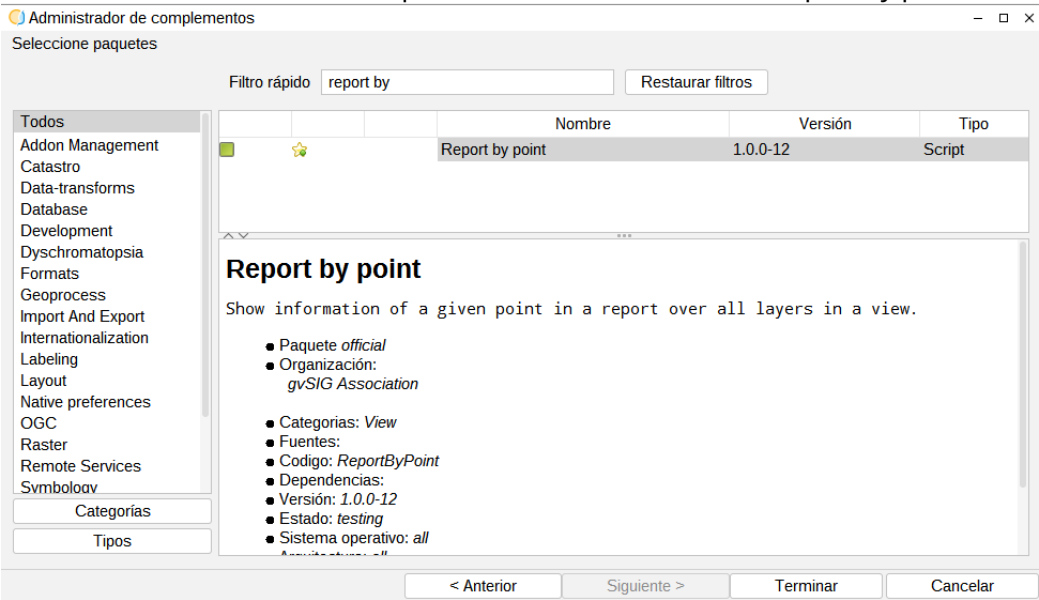 Administrador de complementos
Seleccione paquetes
Filtro rápido report by Restaurar filtros
Todos
Addon Management
Catastro
Data-transforms
Database
Development
Dyschromatopsia
Formats
Geoprocess
Import And Export
Internationalization
Labeling
Layout
Native preferences
OGC
Raster
Remote Services
Symbology
Categorías
Tipos
Nombre Versión Tipo
Report by point 1.0.0-12 Script
Report by point
Show information of a given point in a report over all layers in a view.
Paquete official
Organización:
gvSIG Association
Categorias: View
Fuentes:
Codigo: ReportByPoint
Dependencias:
Versión: 1.0.0-12
Estado: testing
Sistema operativo: all
< Anterior Siguiente > Terminar Cancelar